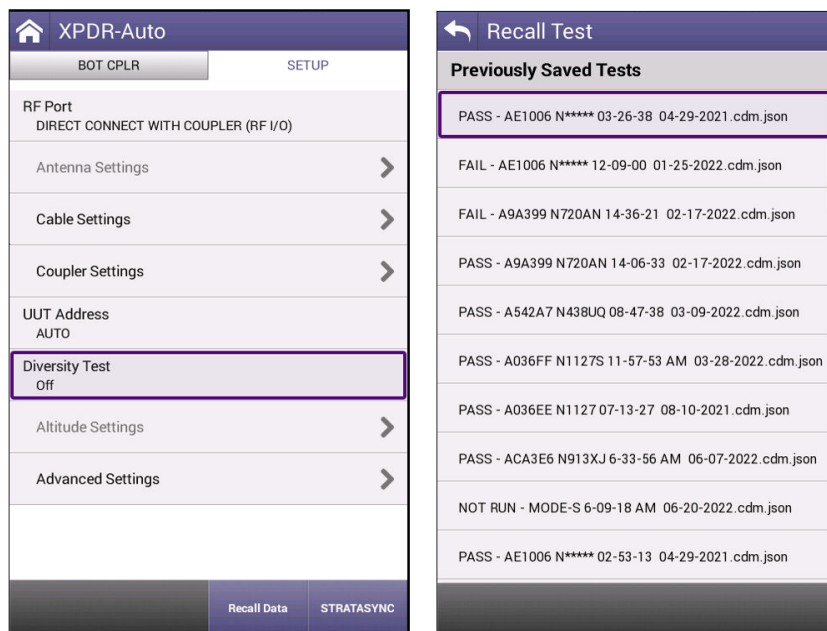 XPDR-Auto
BOT CPLR
SETUP
RF Port
DIRECT CONNECT WITH COUPLER (RF I/O)
Antenna Settings
Cable Settings
Coupler Settings
UUT Address
AUTO
Diversity Test
Off
Altitude Settings
Advanced Settings
Recall Data
STRATASYNC
Recall Test
Previously Saved Tests
PASS - AE1006 N***** 03-26-38 04-29-2021.cdm.json
FAIL - AE1006 N***** 12-09-00 01-25-2022.cdm.json
FAIL - A9A399 N720AN 14-36-21 02-17-2022.cdm.json
PASS - A9A399 N720AN 14-06-33 02-17-2022.cdm.json
PASS - A542A7 N438UQ 08-47-38 03-09-2022.cdm.json
PASS - A036FF N1127S 11-57-53 AM 03-28-2022.cdm.json
PASS - A036EE N1127 07-13-27 08-10-2021.cdm.json
PASS - ACA3E6 N913XJ 6-33-56 AM 06-07-2022.cdm.json
NOT RUN - MODE-S 6-09-18 AM 06-20-2022.cdm.json
PASS - AE1006 N***** 02-53-13 04-29-2021.cdm.json